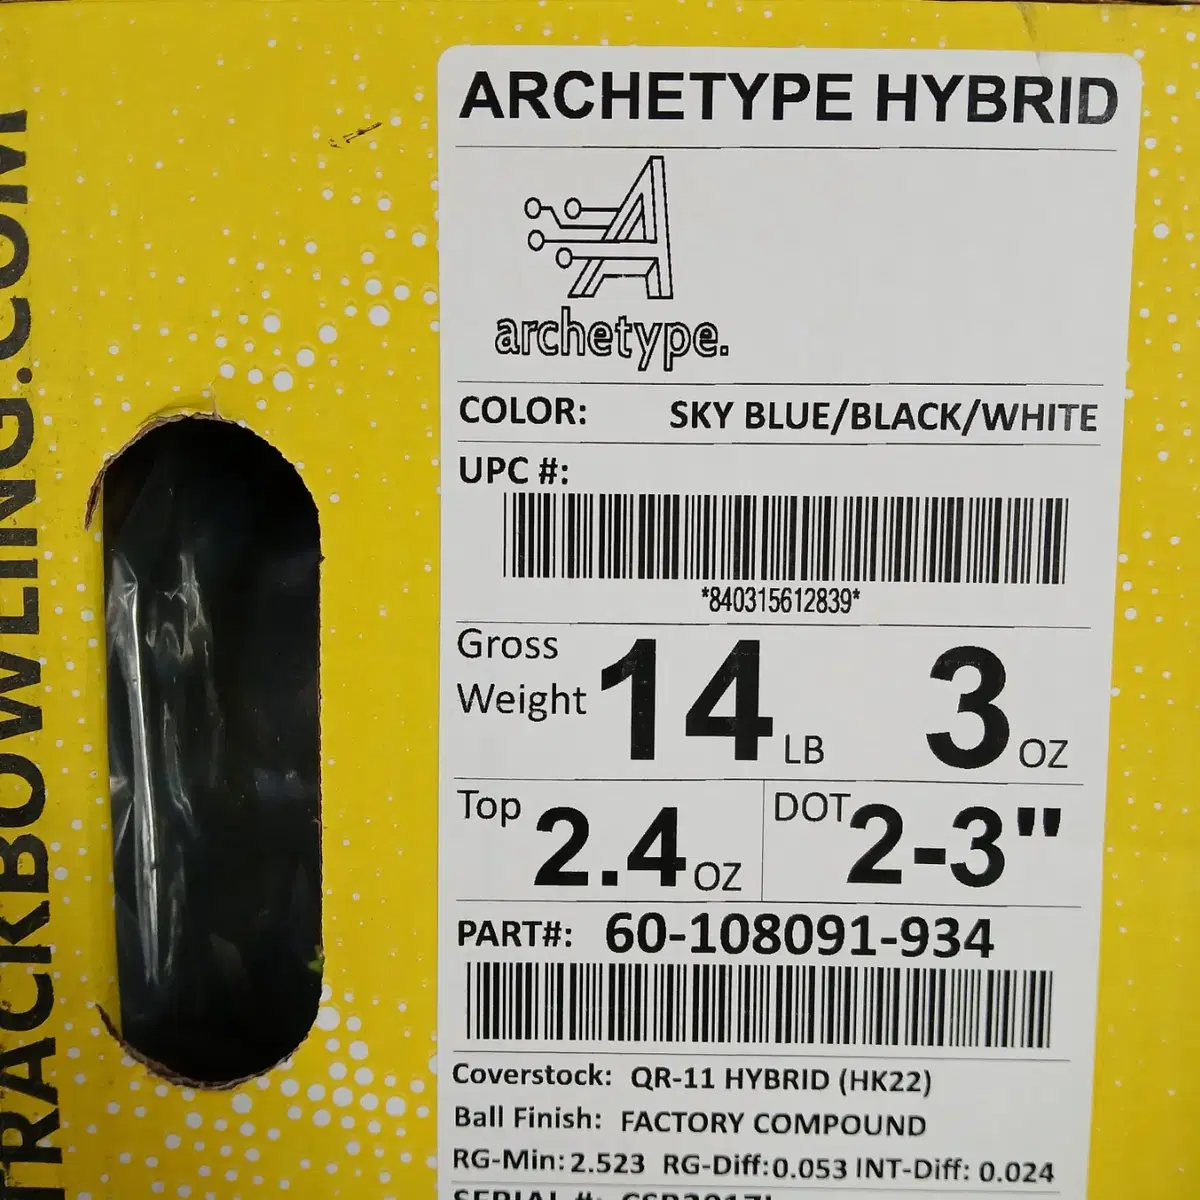 TRACKBOWLING.COM
ARCHETYPE HYBRID
archetype.
COLOR: SKY BLUE/BLACK/WHITE
UPC #:
*840315612839*
Gross Weight 14 LB 3 OZ
Top 2.4 OZ DOT 2-3"
PART#: 60-108091-934
Coverstock: QR-11 HYBRID (HK22)
Ball Finish: FACTORY COMPOUND
RG-Min: 2.523 RG-Diff: 0.053 INT-Diff: 0.024
SERIAL #: